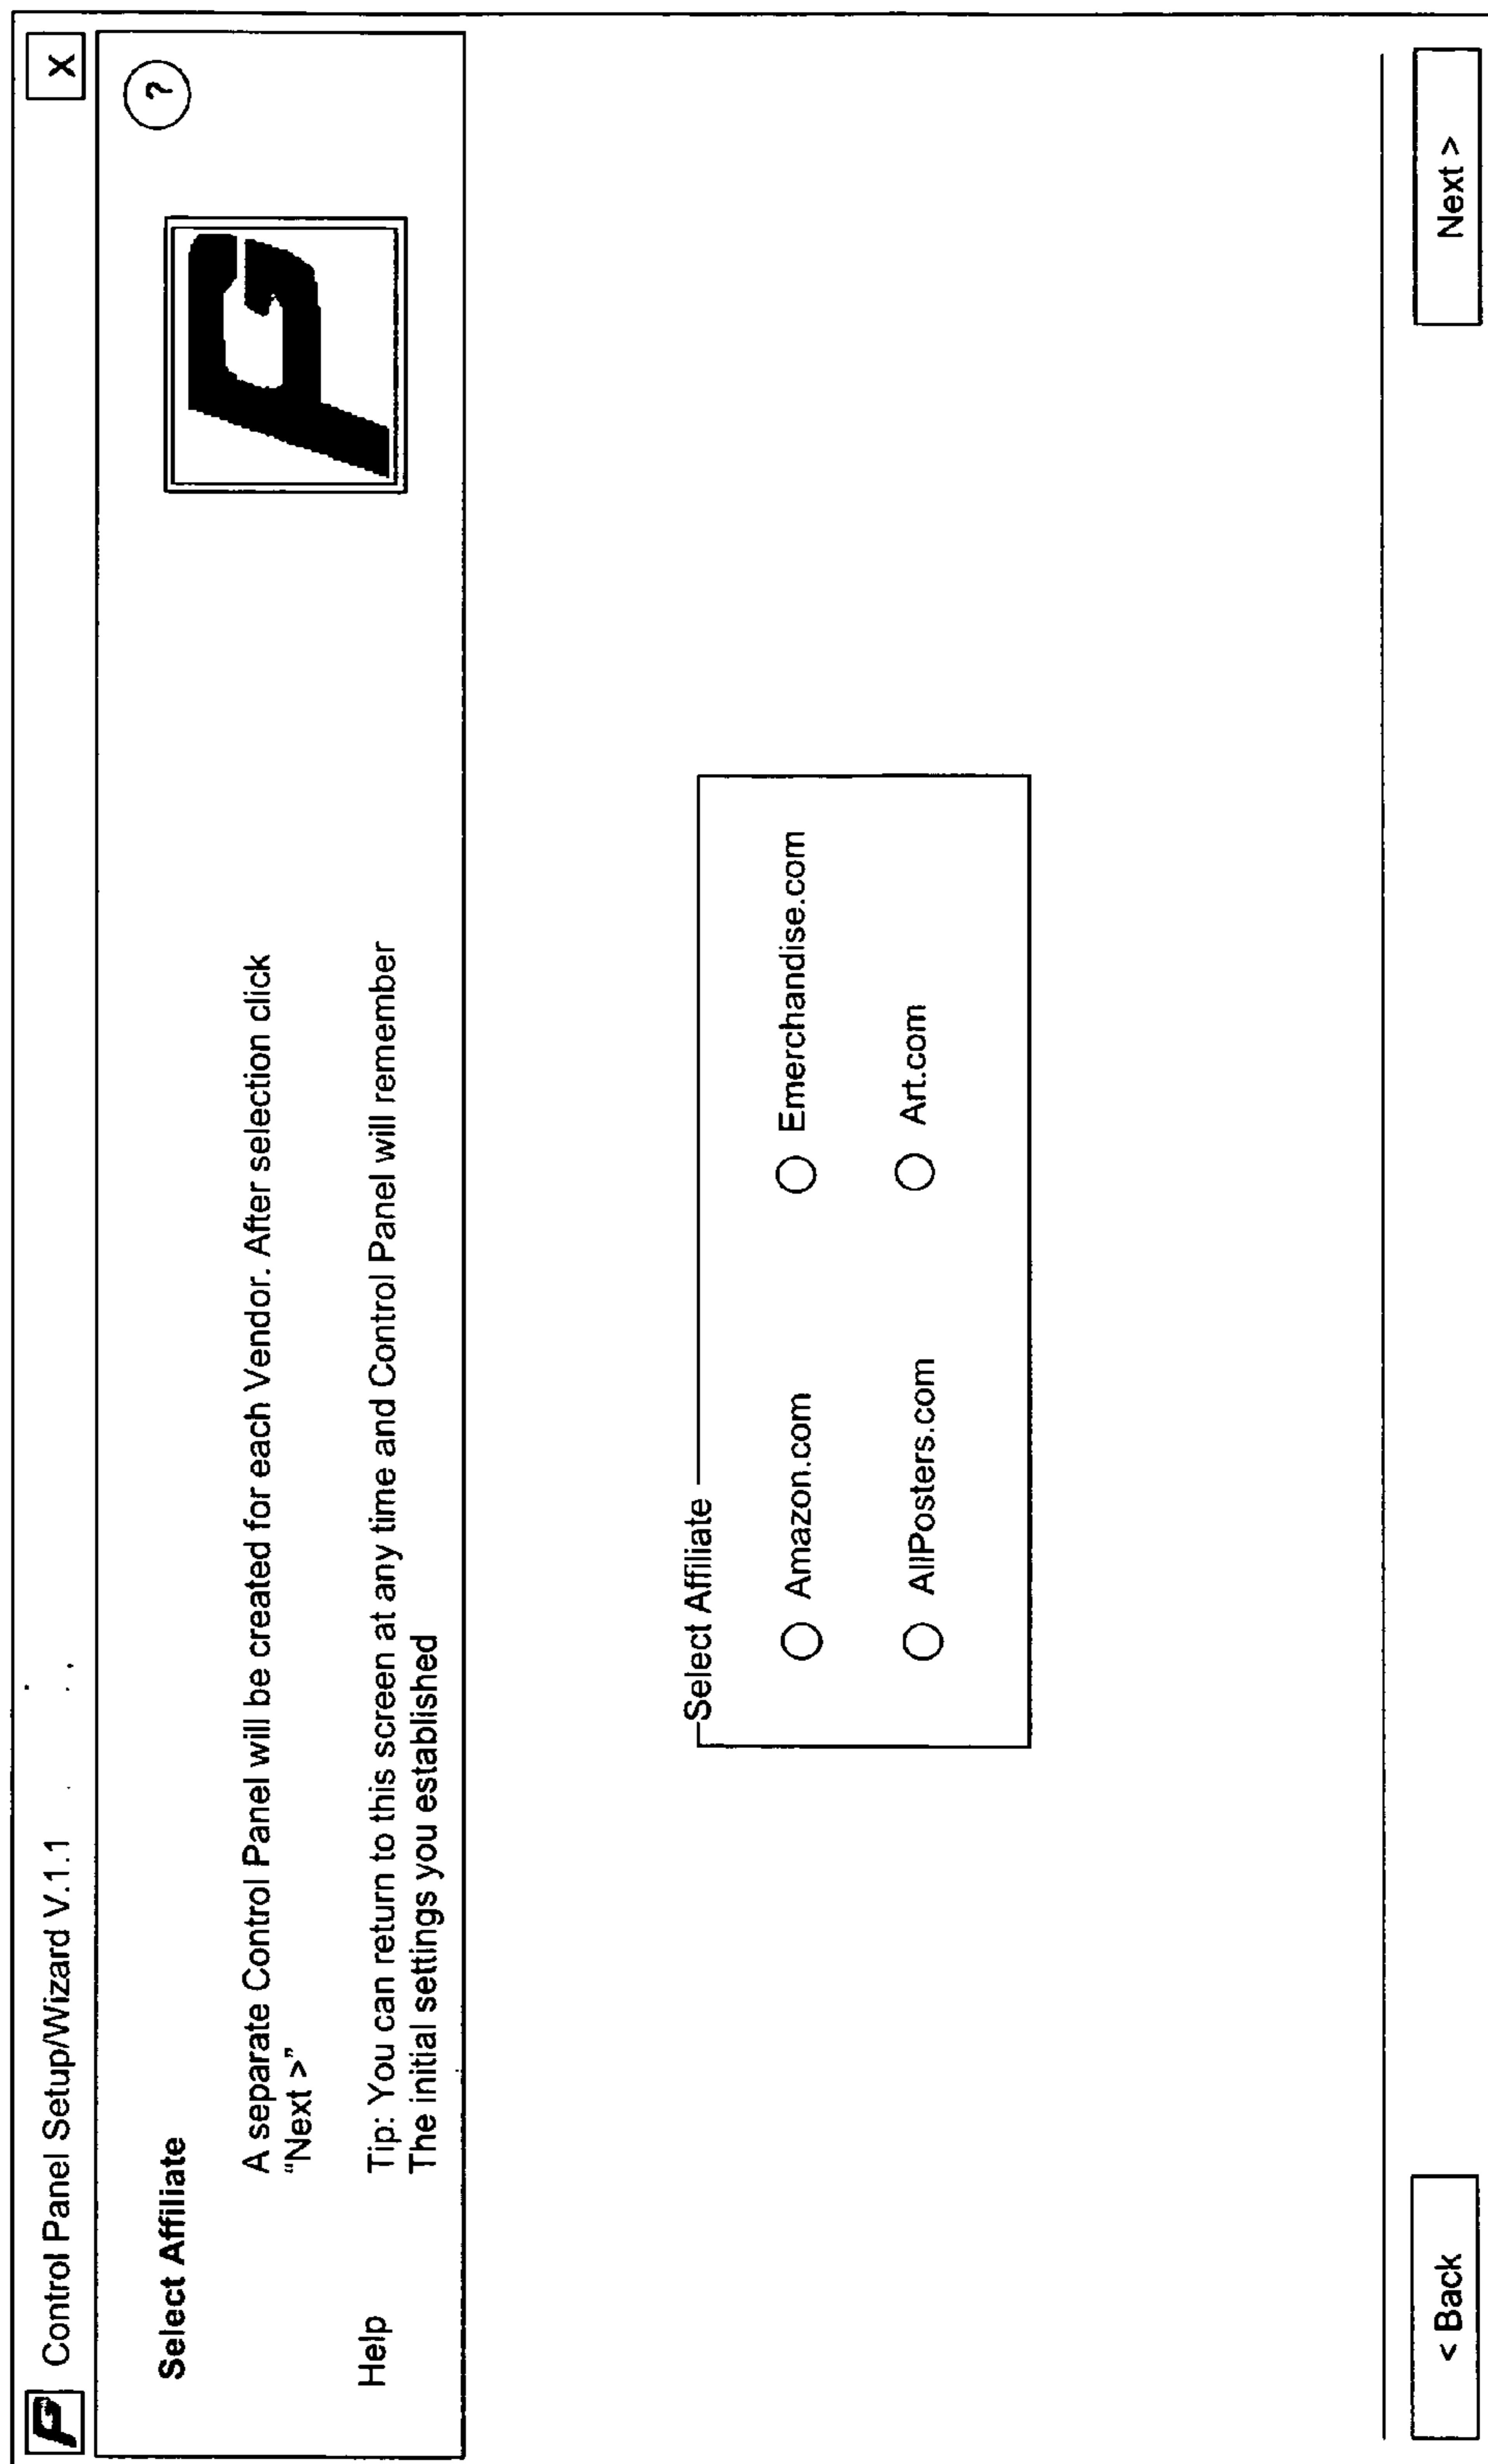 Control Panel Setup/Wizard V.1.1
X
Select Affiliate
?
A separate Control Panel will be created for each Vendor. After selection click
“Next >”
Help
Tip: You can return to this screen at any time and Control Panel will remember
The initial settings you established
Select Affiliate
Amazon.com
Emerchandise.com
AllPosters.com
Art.com
< Back
Next >